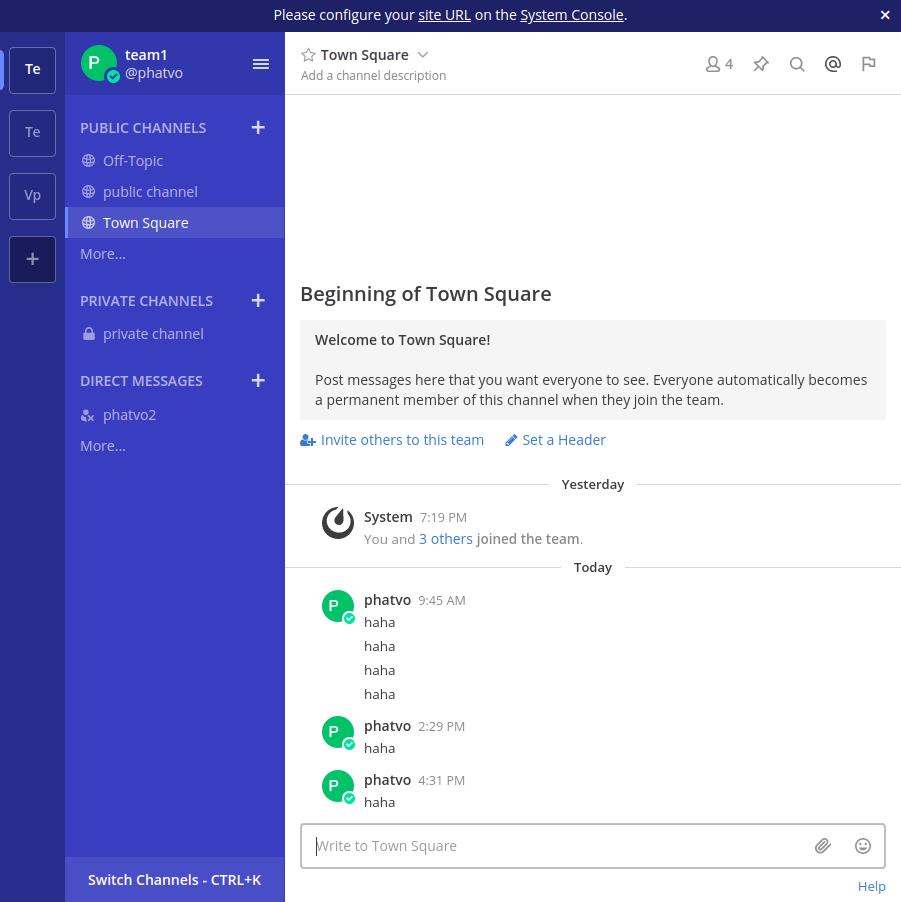 Please configure your site URL on the System Console.
×
Te
Te
Vp
+
P
team1
@phatvo
PUBLIC CHANNELS +
Off-Topic
public channel
Town Square
More...
PRIVATE CHANNELS +
private channel
DIRECT MESSAGES +
phatvo2
More...
Switch Channels - CTRL+K
Town Square
Add a channel description
4
@
Beginning of Town Square
Welcome to Town Square!
Post messages here that you want everyone to see. Everyone automatically becomes
a permanent member of this channel when they join the team.
Invite others to this team Set a Header
Yesterday
System 7:19 PM
You and 3 others joined the team.
Today
P
phatvo 9:45 AM
haha
haha
haha
haha
P
phatvo 2:29 PM
haha
P
phatvo 4:31 PM
haha
Write to Town Square
Help